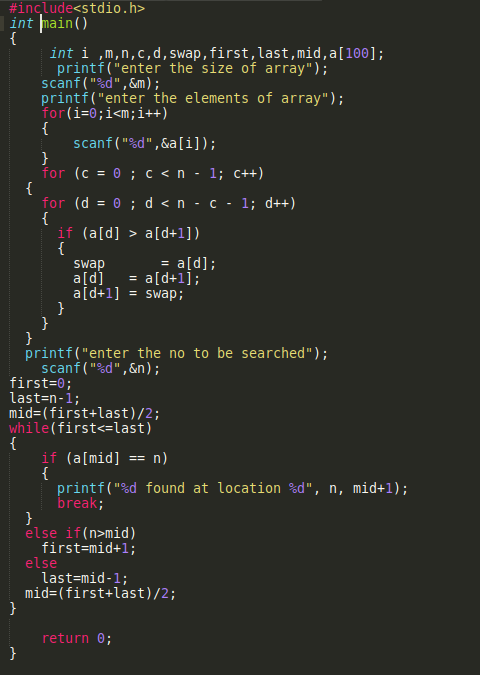 #include<stdio.h>
int main()
{
     int i ,m,n,c,d,swap,first,last,mid,a[100];
      printf("enter the size of array");
    scanf("%d",&m);
    printf("enter the elements of array");
    for(i=0;i<m;i++)
    {
        scanf("%d",&a[i]);
    }
    for (c = 0 ; c < n - 1; c++)
  {
    for (d = 0 ; d < n - c - 1; d++)
    {
      if (a[d] > a[d+1])
      {
        swap       = a[d];
        a[d]   = a[d+1];
        a[d+1] = swap;
      }
    }
  }
  printf("enter the no to be searched");
    scanf("%d",&n);
first=0;
last=n-1;
mid=(first+last)/2;
while(first<=last)
{
    if (a[mid] == n)
    {
      printf("%d found at location %d", n, mid+1);
      break;
  }
  else if(n>mid)
    first=mid+1;
  else
    last=mid-1;
  mid=(first+last)/2;
}
    return 0;
}